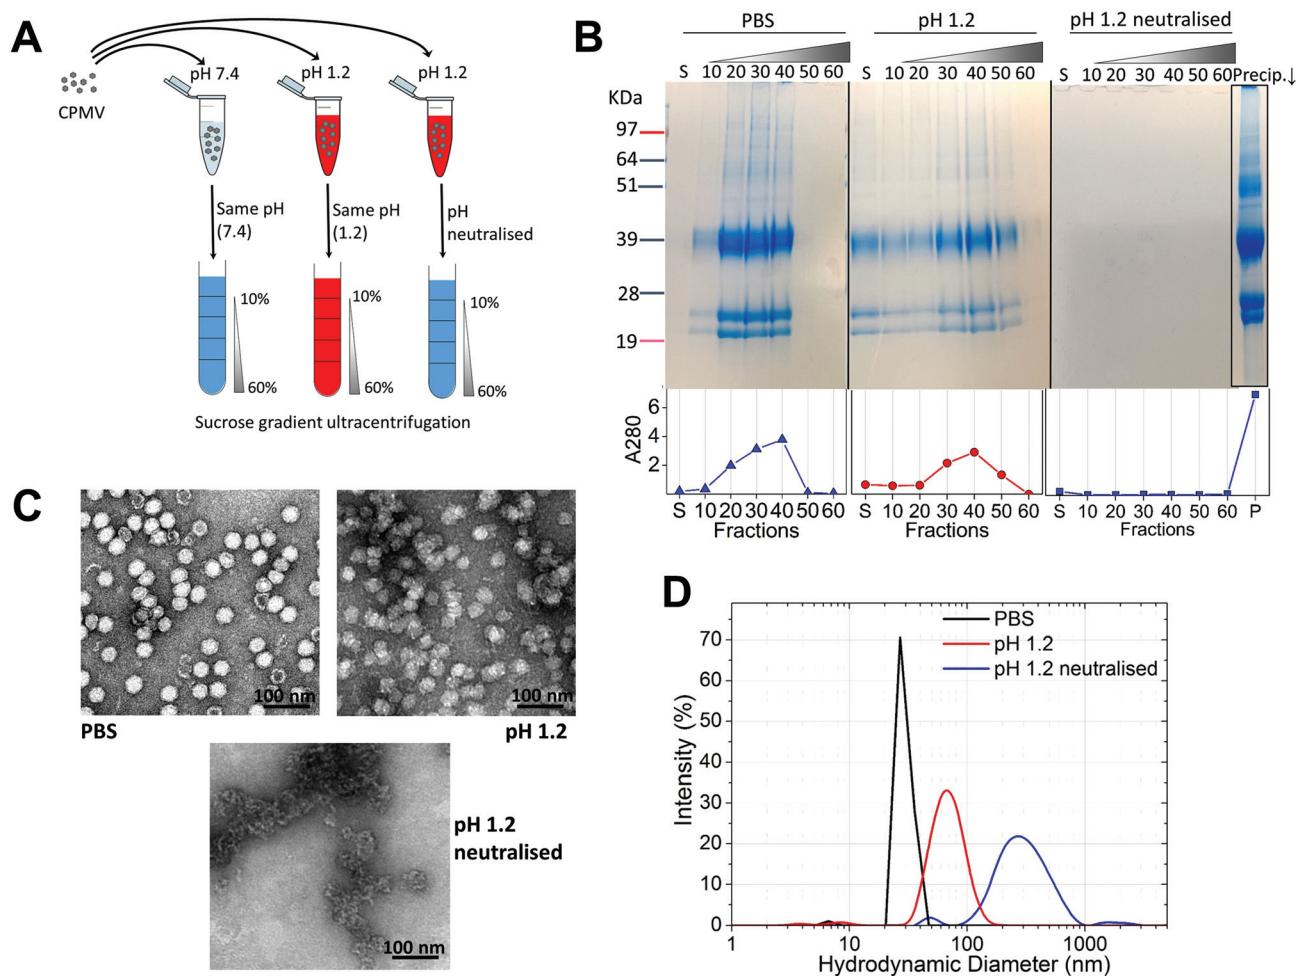 A
CPMV
pH 7.4
pH 1.2
pH 1.2
Same pH
(7.4)
Same pH
(1.2)
pH
neutralised
10%
60%
10%
60%
10%
60%
Sucrose gradient ultracentrifugation
B
PBS
pH 1.2
pH 1.2 neutralised
S 10 20 30 40 50 60
S 10 20 30 40 50 60
S 10 20 30 40 50 60 Precip.↓
KDa
97
64
51
39
28
19
A280
6
4
2
S 10 20 30 40 50 60
Fractions
S 10 20 30 40 50 60
Fractions
S 10 20 30 40 50 60 P
Fractions
C
100 nm
PBS
100 nm
pH 1.2
pH 1.2
neutralised
100 nm
D
PBS
pH 1.2
pH 1.2 neutralised
Intensity (%)
70
60
50
40
30
20
10
0
1 10 100 1000
Hydrodynamic Diameter (nm)